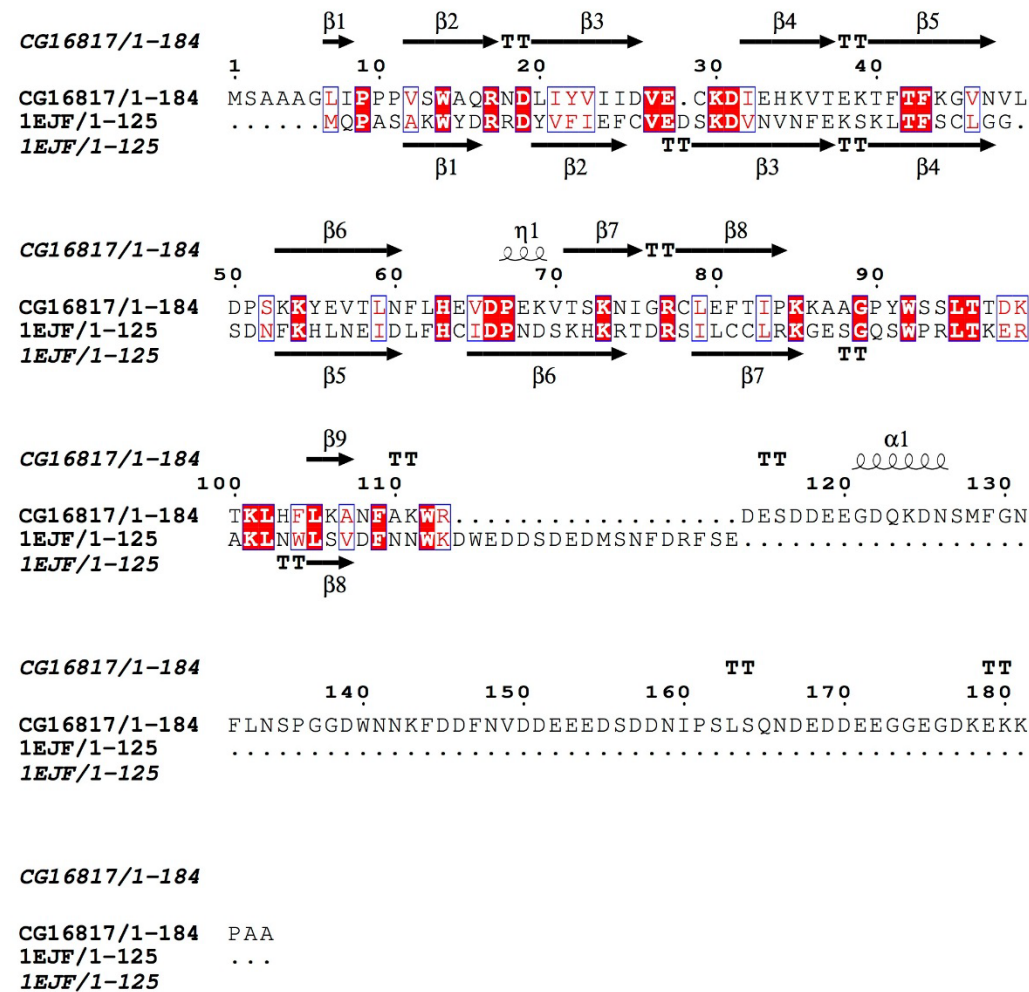 CG16817/1−184 β1 β2 TT β3 β4 TT β5
1 10 20 30 40
CG16817/1−184 MSAAAGLIPPPVSWAQRNDLIYVIIDVE.CKDIEHKVTEKTFTFKGVNVL
1EJF/1−125 ......MQPASAKWYDRRDYVFIEFCVEDSKDVNVNFEKSKLTFSCLGG.
1EJF/1−125 TT TT
β1 β2 β3 β4
CG16817/1−184 β6 η1 β7 TT β8
50 60 70 80 90
CG16817/1−184 DPSKKYEVTLNFLHEVDPEKVTSKNIGRCLEFTIPKKAAGPYWSSLTTDK
1EJF/1−125 SDNFKHLNEIDLFHCIDPNDSKHKRTDRSILCCLRKGESGQSWPRLTKER
1EJF/1−125 TT
β5 β6 β7
CG16817/1−184 β9 TT TT α1
100 110 120 130
CG16817/1−184 TKLHFLKANFAKWR..................DESDDEEGDQKDNSMFGN
1EJF/1−125 AKLNWLSVDFNNWKDWEDDSDEDMSNFDRFSE..................
1EJF/1−125 TT
β8
CG16817/1−184 TT TT
140 150 160 170 180
CG16817/1−184 FLNSPGGDWNNKFDDFNVDDEEEDSDDNIPSLSQNDEDDEEGGEGDKEKK
1EJF/1−125 ..................................................
1EJF/1−125
CG16817/1−184
CG16817/1−184 PAA
1EJF/1−125 ...
1EJF/1−125